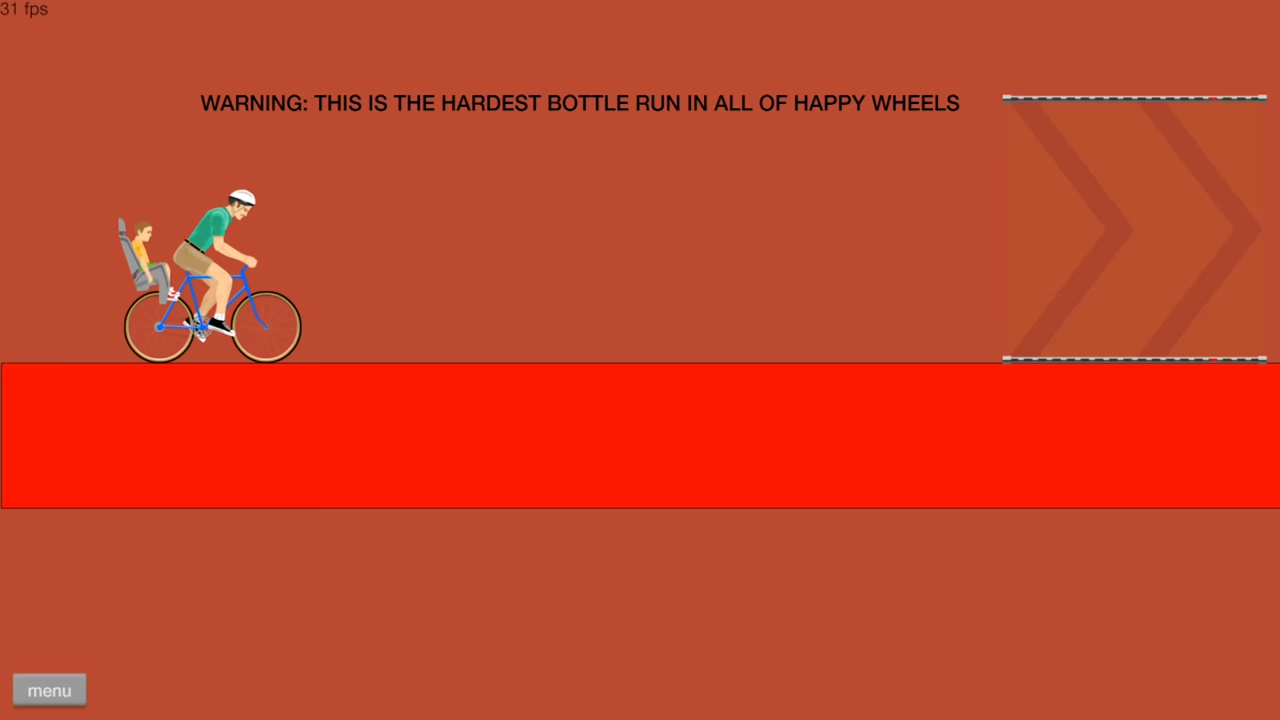 31 fps
WARNING: THIS IS THE HARDEST BOTTLE RUN IN ALL OF HAPPY WHEELS
menu